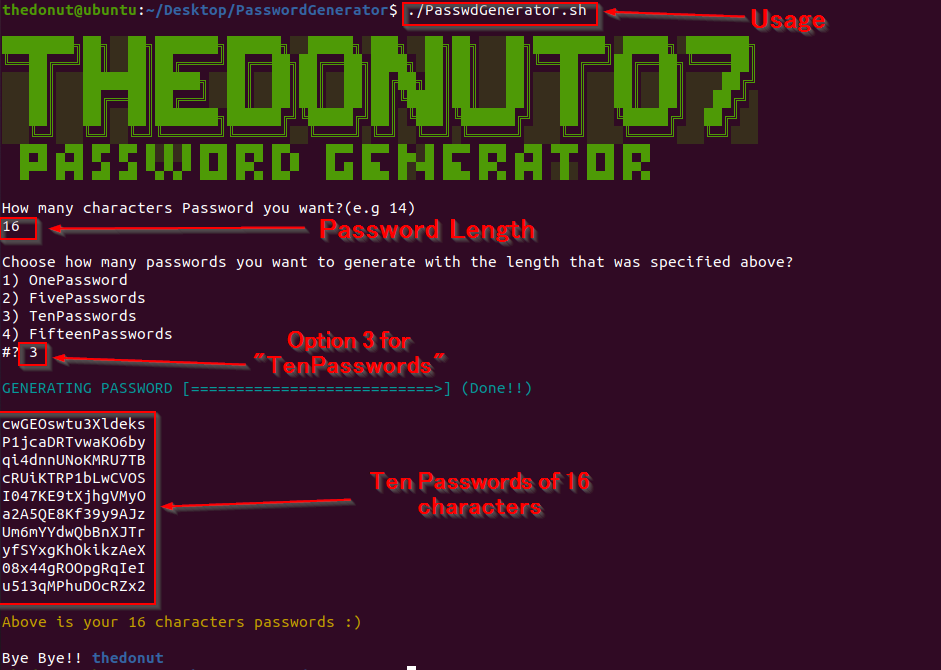 thedonut@ubuntu:~/Desktop/PasswordGenerator$ ./PasswdGenerator.sh
Usage
THEDONUT07
PASSWORD GENERATOR
How many characters Password you want?(e.g 14)
16
Password Length
Choose how many passwords you want to generate with the length that was specified above?
1) OnePassword
2) FivePasswords
3) TenPasswords
4) FifteenPasswords
#? 3
Option 3 for
"TenPasswords"
GENERATING PASSWORD [===========================>] (Done!!)
cwGEOswtu3Xldeks
P1jcaDRTvwaKO6by
qi4dnnUNoKMRU7TB
cRUiKTRP1bLwCVOS
I047KE9tXjhgVMyO
a2A5QE8Kf39y9AJz
Um6mYYdwQbBnXJTr
yfSYxgKhOkikzAeX
08x44gROOpgRqIeI
u513qMPhuDOcRZx2
Ten Passwords of 16
characters
Above is your 16 characters passwords :)
Bye Bye!! thedonut